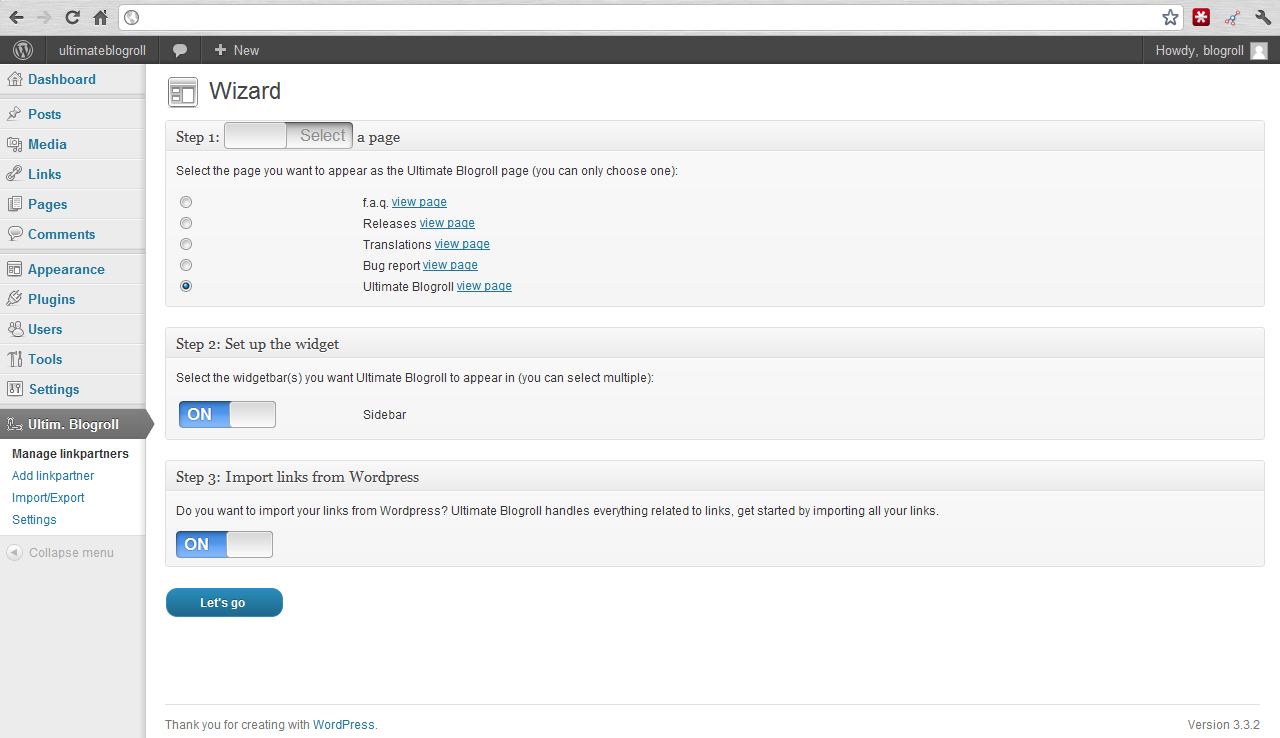 ultimateblogroll New Howdy, blogroll
Dashboard
Posts
Media
Links
Pages
Comments
Appearance
Plugins
Users
Tools
Settings
Ultim. Blogroll
Manage linkpartners
Add linkpartner
Import/Export
Settings
Collapse menu
Wizard
Step 1: Select a page
Select the page you want to appear as the Ultimate Blogroll page (you can only choose one):
f.a.q. view page
Releases view page
Translations view page
Bug report view page
Ultimate Blogroll view page
Step 2: Set up the widget
Select the widgetbar(s) you want Ultimate Blogroll to appear in (you can select multiple):
ON Sidebar
Step 3: Import links from Wordpress
Do you want to import your links from Wordpress? Ultimate Blogroll handles everything related to links, get started by importing all your links.
ON
Let's go
Thank you for creating with WordPress. Version 3.3.2